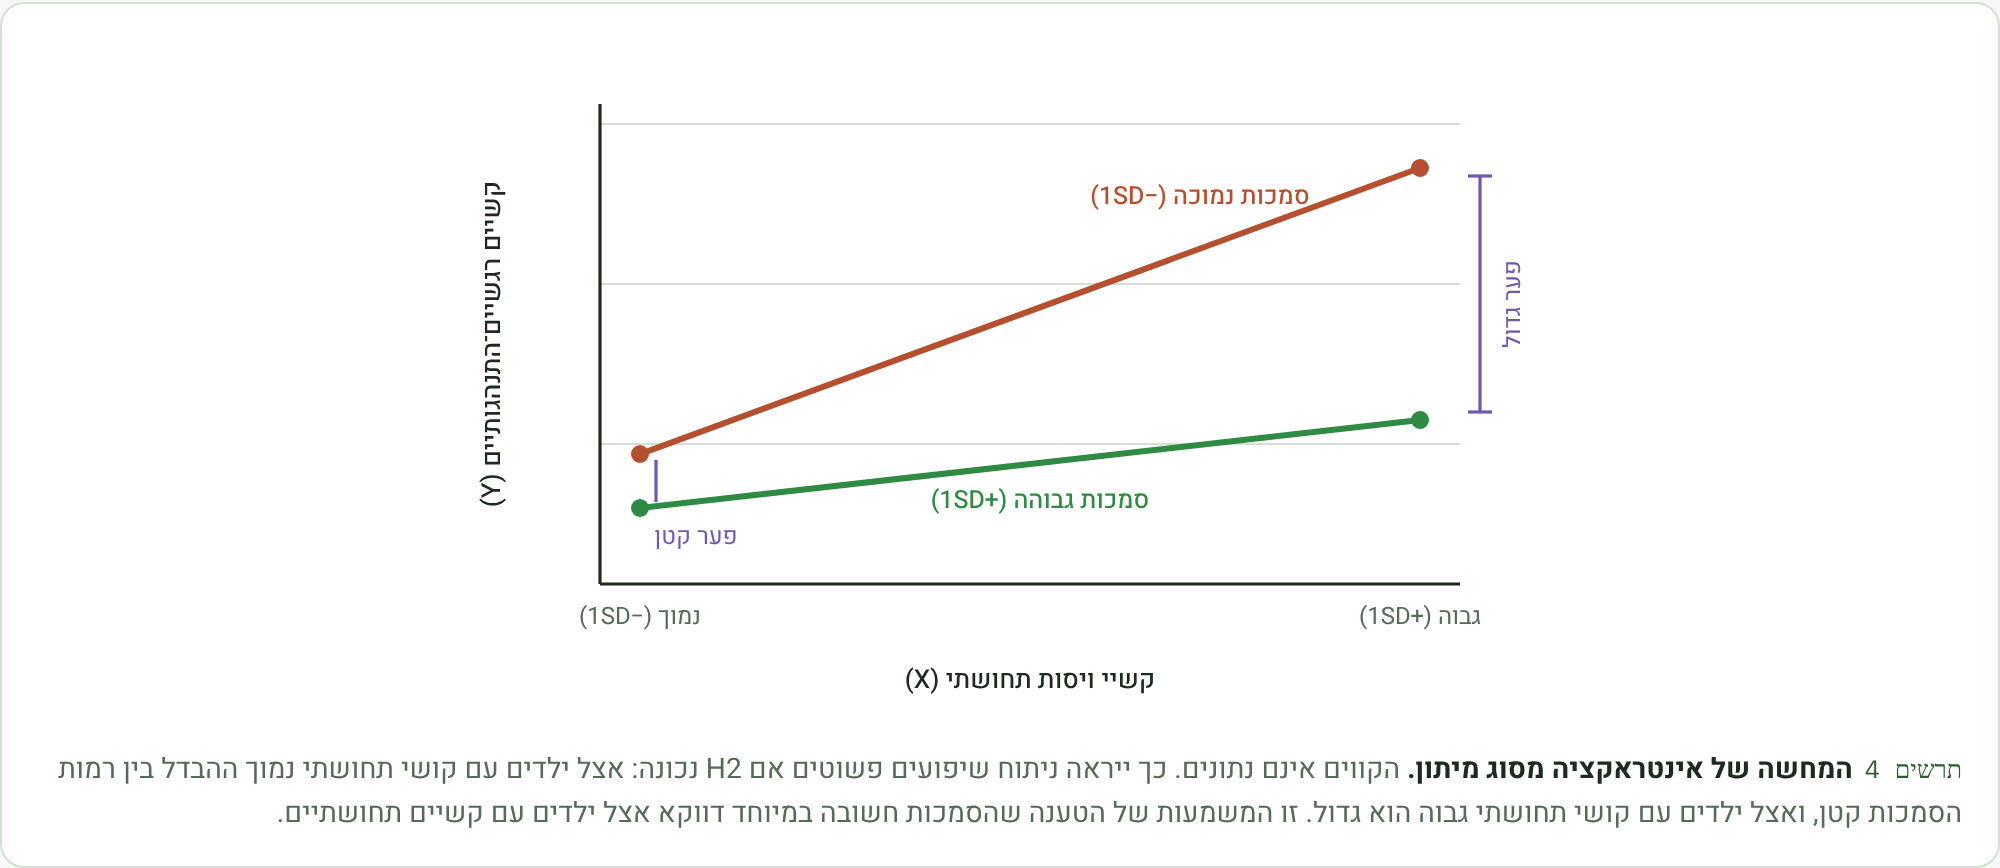 קשיים רגשיים־התנהגותיים (Y)
סמכות נמוכה (−1SD)
פער גדול
סמכות גבוהה (+1SD)
פער קטן
נמוך (−1SD)
גבוה (+1SD)
קשיי ויסות תחושתי (X)
תרשים 4 המחשה של אינטראקציה מסוג מיתון. הקווים אינם נתונים. כך ייראה ניתוח שיפועים פשוטים אם H2 נכונה: אצל ילדים עם קושי תחושתי נמוך ההבדל בין רמות
הסמכות קטן, ואצל ילדים עם קושי תחושתי גבוה הוא גדול. זו המשמעות של הטענה שהסמכות חשובה במיוחד דווקא אצל ילדים עם קשיים תחושתיים.